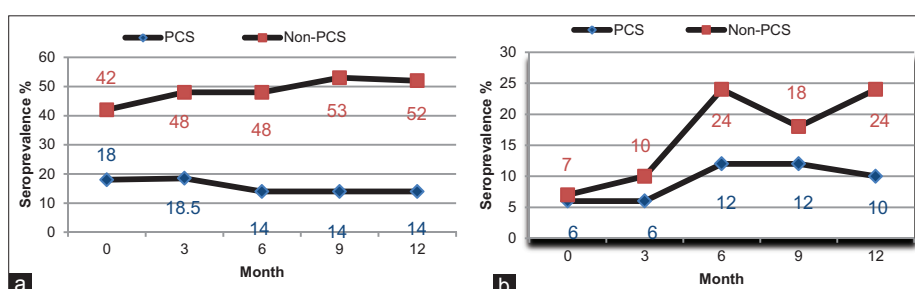 PCS Non-PCS
60
50
40
30
20
10
0
42 48 48 53 52
18 18.5 14 14 14
0 3 6 9 12
Seroprevalence %
Month
a
PCS Non-PCS
30
25
20
15
10
5
0
7 10 24 18 24
6 6 12 12 10
0 3 6 9 12
Seroprevalence %
Month
b